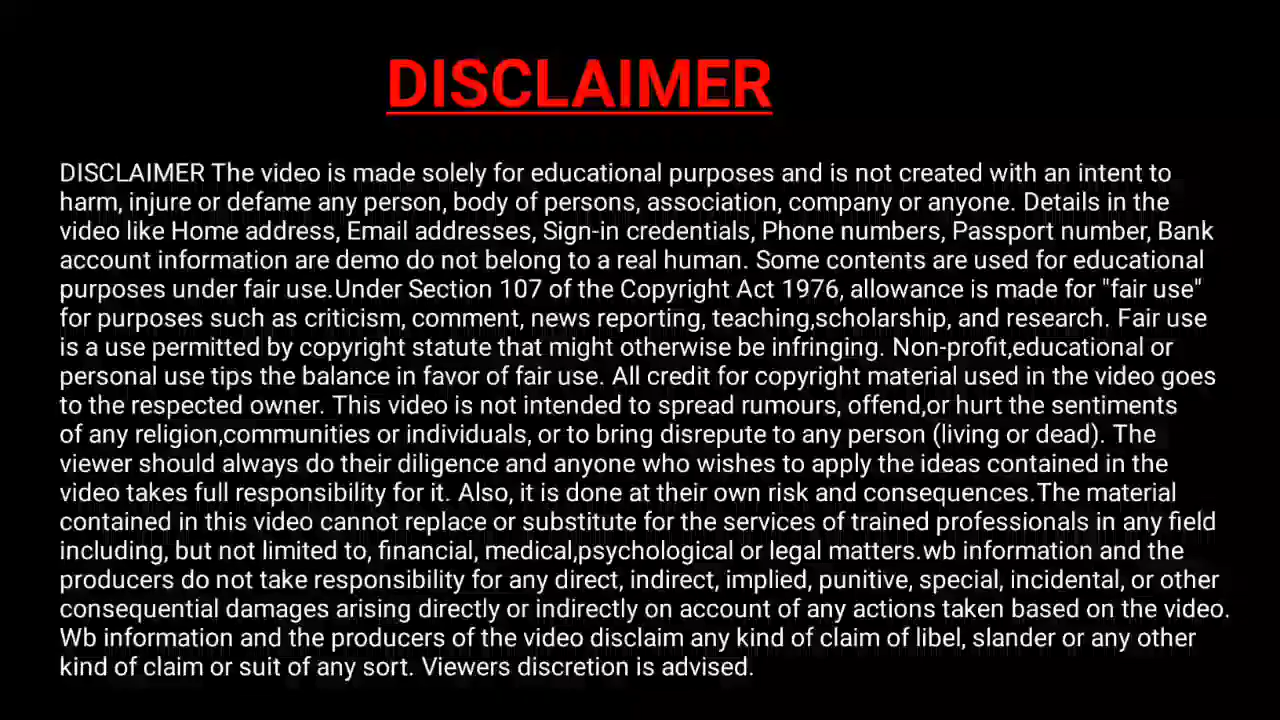 DISCLAIMER
DISCLAIMER The video is made solely for educational purposes and is not created with an intent to
harm, injure or defame any person, body of persons, association, company or anyone. Details in the
video like Home address, Email addresses, Sign-in credentials, Phone numbers, Passport number, Bank
account information are demo do not belong to a real human. Some contents are used for educational
purposes under fair use.Under Section 107 of the Copyright Act 1976, allowance is made for "fair use"
for purposes such as criticism, comment, news reporting, teaching,scholarship, and research. Fair use
is a use permitted by copyright statute that might otherwise be infringing. Non-profit,educational or
personal use tips the balance in favor of fair use. All credit for copyright material used in the video goes
to the respected owner. This video is not intended to spread rumours, offend,or hurt the sentiments
of any religion,communities or individuals, or to bring disrepute to any person (living or dead). The
viewer should always do their diligence and anyone who wishes to apply the ideas contained in the
video takes full responsibility for it. Also, it is done at their own risk and consequences.The material
contained in this video cannot replace or substitute for the services of trained professionals in any field
including, but not limited to, financial, medical,psychological or legal matters.wb information and the
producers do not take responsibility for any direct, indirect, implied, punitive, special, incidental, or other
consequential damages arising directly or indirectly on account of any actions taken based on the video.
Wb information and the producers of the video disclaim any kind of claim of libel, slander or any other
kind of claim or suit of any sort. Viewers discretion is advised.